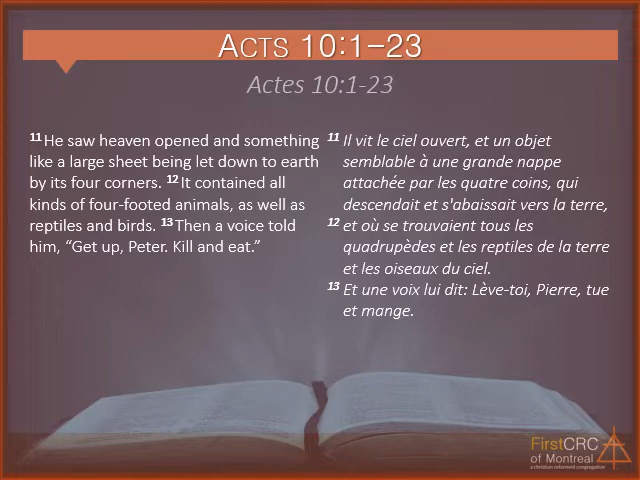 ACTS 10:1–23
Actes 10:1-23
11 He saw heaven opened and something
like a large sheet being let down to earth
by its four corners. 12 It contained all
kinds of four-footed animals, as well as
reptiles and birds. 13 Then a voice told
him, “Get up, Peter. Kill and eat.”
11 Il vit le ciel ouvert, et un objet
semblable à une grande nappe
attachée par les quatre coins, qui
descendait et s'abaissait vers la terre,
12 et où se trouvaient tous les
quadrupèdes et les reptiles de la terre
et les oiseaux du ciel.
13 Et une voix lui dit: Lève-toi, Pierre, tue
et mange.
FirstCRC
of Montreal
a christian reformed congregation